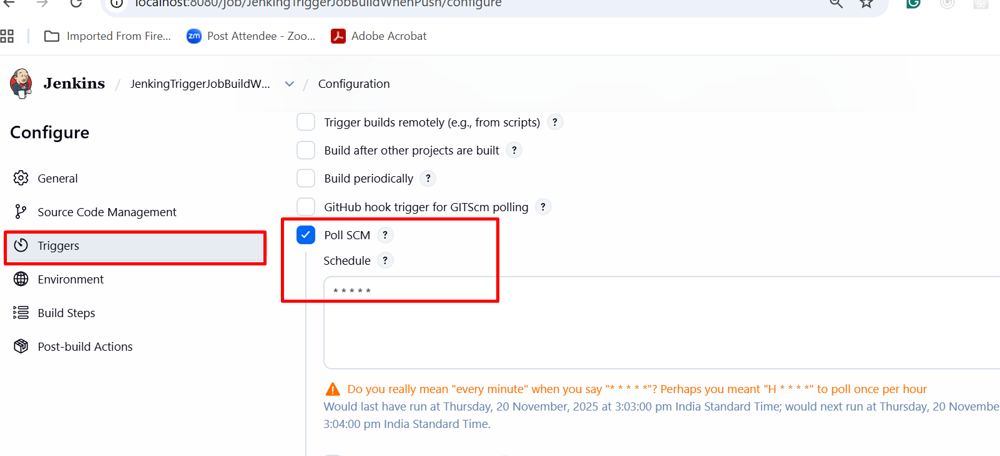 localhost:8080/job/JenkingTriggerJobBuildWhenPush/configure
Imported From Fire...
zm Post Attendee - Zoo...
Adobe Acrobat
Jenkins / JenkingTriggerJobBuildW... / Configuration
Configure
General
Source Code Management
Triggers
Environment
Build Steps
Post-build Actions
Trigger builds remotely (e.g., from scripts) ?
Build after other projects are built ?
Build periodically ?
GitHub hook trigger for GITScm polling ?
Poll SCM ?
Schedule ?
* * * * *
Do you really mean "every minute" when you say "* * * * *"? Perhaps you meant "H * * * *" to poll once per hour
Would last have run at Thursday, 20 November, 2025 at 3:03:00 pm India Standard Time; would next run at Thursday, 20 Novembe
3:04:00 pm India Standard Time.